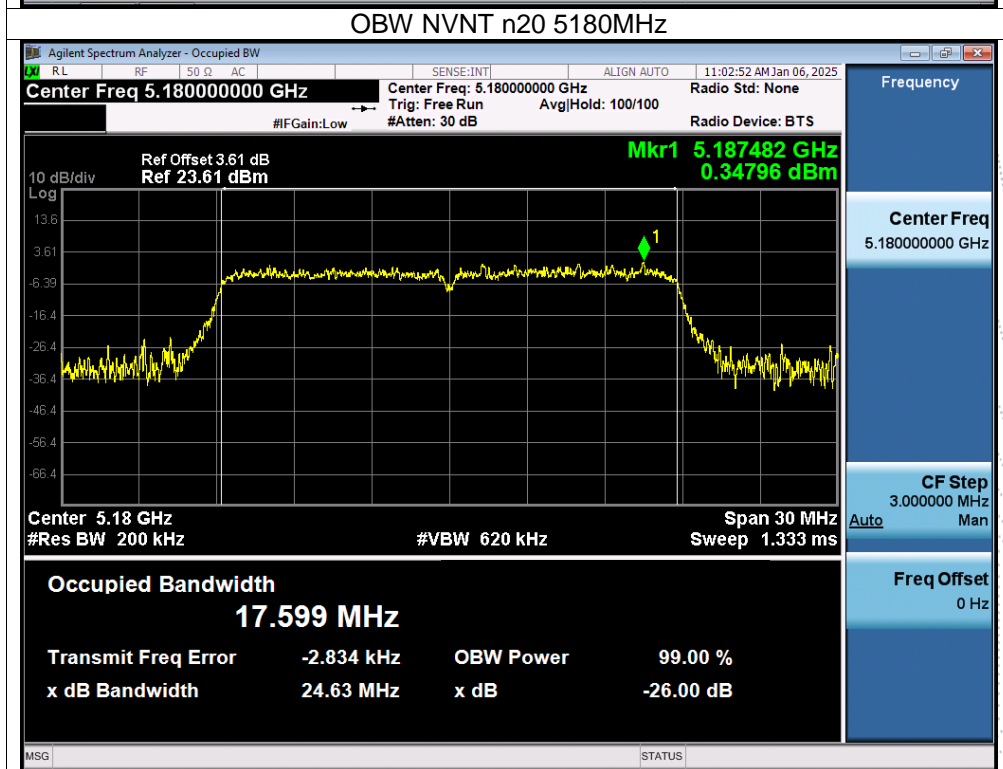 OBW NVNT n20 5180MHz
Agilent Spectrum Analyzer - Occupied BW
LXI RL RF 50 Ω AC SENSE:INT ALIGN AUTO 11:02:52 AM Jan 06, 2025
Center Freq 5.180000000 GHz
Center Freq: 5.180000000 GHz
Radio Std: None
Trig: Free Run Avg|Hold: 100/100
#IFGain:Low
#Atten: 30 dB
Radio Device: BTS
Mkr1 5.187482 GHz
0.34796 dBm
Ref Offset 3.61 dB
10 dB/div Ref 23.61 dBm
Log
13.6
3.61
-6.39
-16.4
-26.4
-36.4
-46.4
-56.4
-66.4
1
Center 5.18 GHz Span 30 MHz
#Res BW 200 kHz #VBW 620 kHz Sweep 1.333 ms
Occupied Bandwidth
17.599 MHz
Transmit Freq Error -2.834 kHz OBW Power 99.00 %
x dB Bandwidth 24.63 MHz x dB -26.00 dB
MSG STATUS
Frequency
Center Freq
5.180000000 GHz
CF Step
3.000000 MHz
Auto Man
Freq Offset
0 Hz